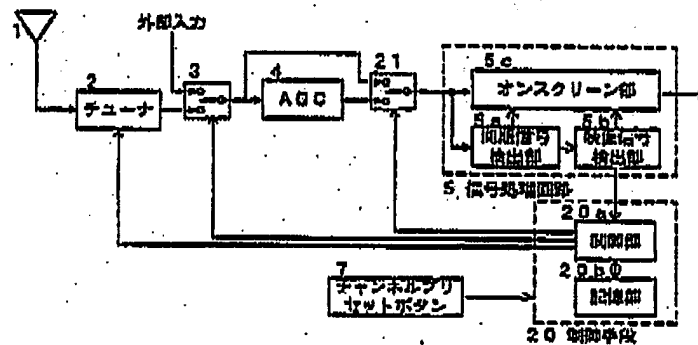 1
外部入力
2
チューナ
3
4
AGC
21
5c
オンスクリーン部
5a
同期信号
検出部
5b
映像信号
検出部
5 信号処理回路
20a
制御部
20b
記憶部
20 制御手段
7
チャンネルプリ
セットボタン